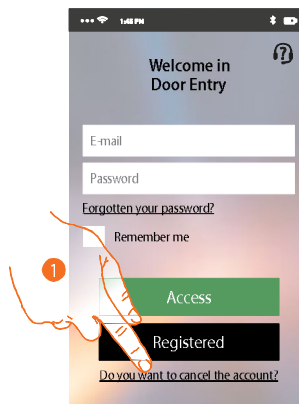 1:45 PM
Welcome in
Door Entry
E-mail
Password
Forgotten your password?
Remember me
1
Access
Registered
Do you want to cancel the account?